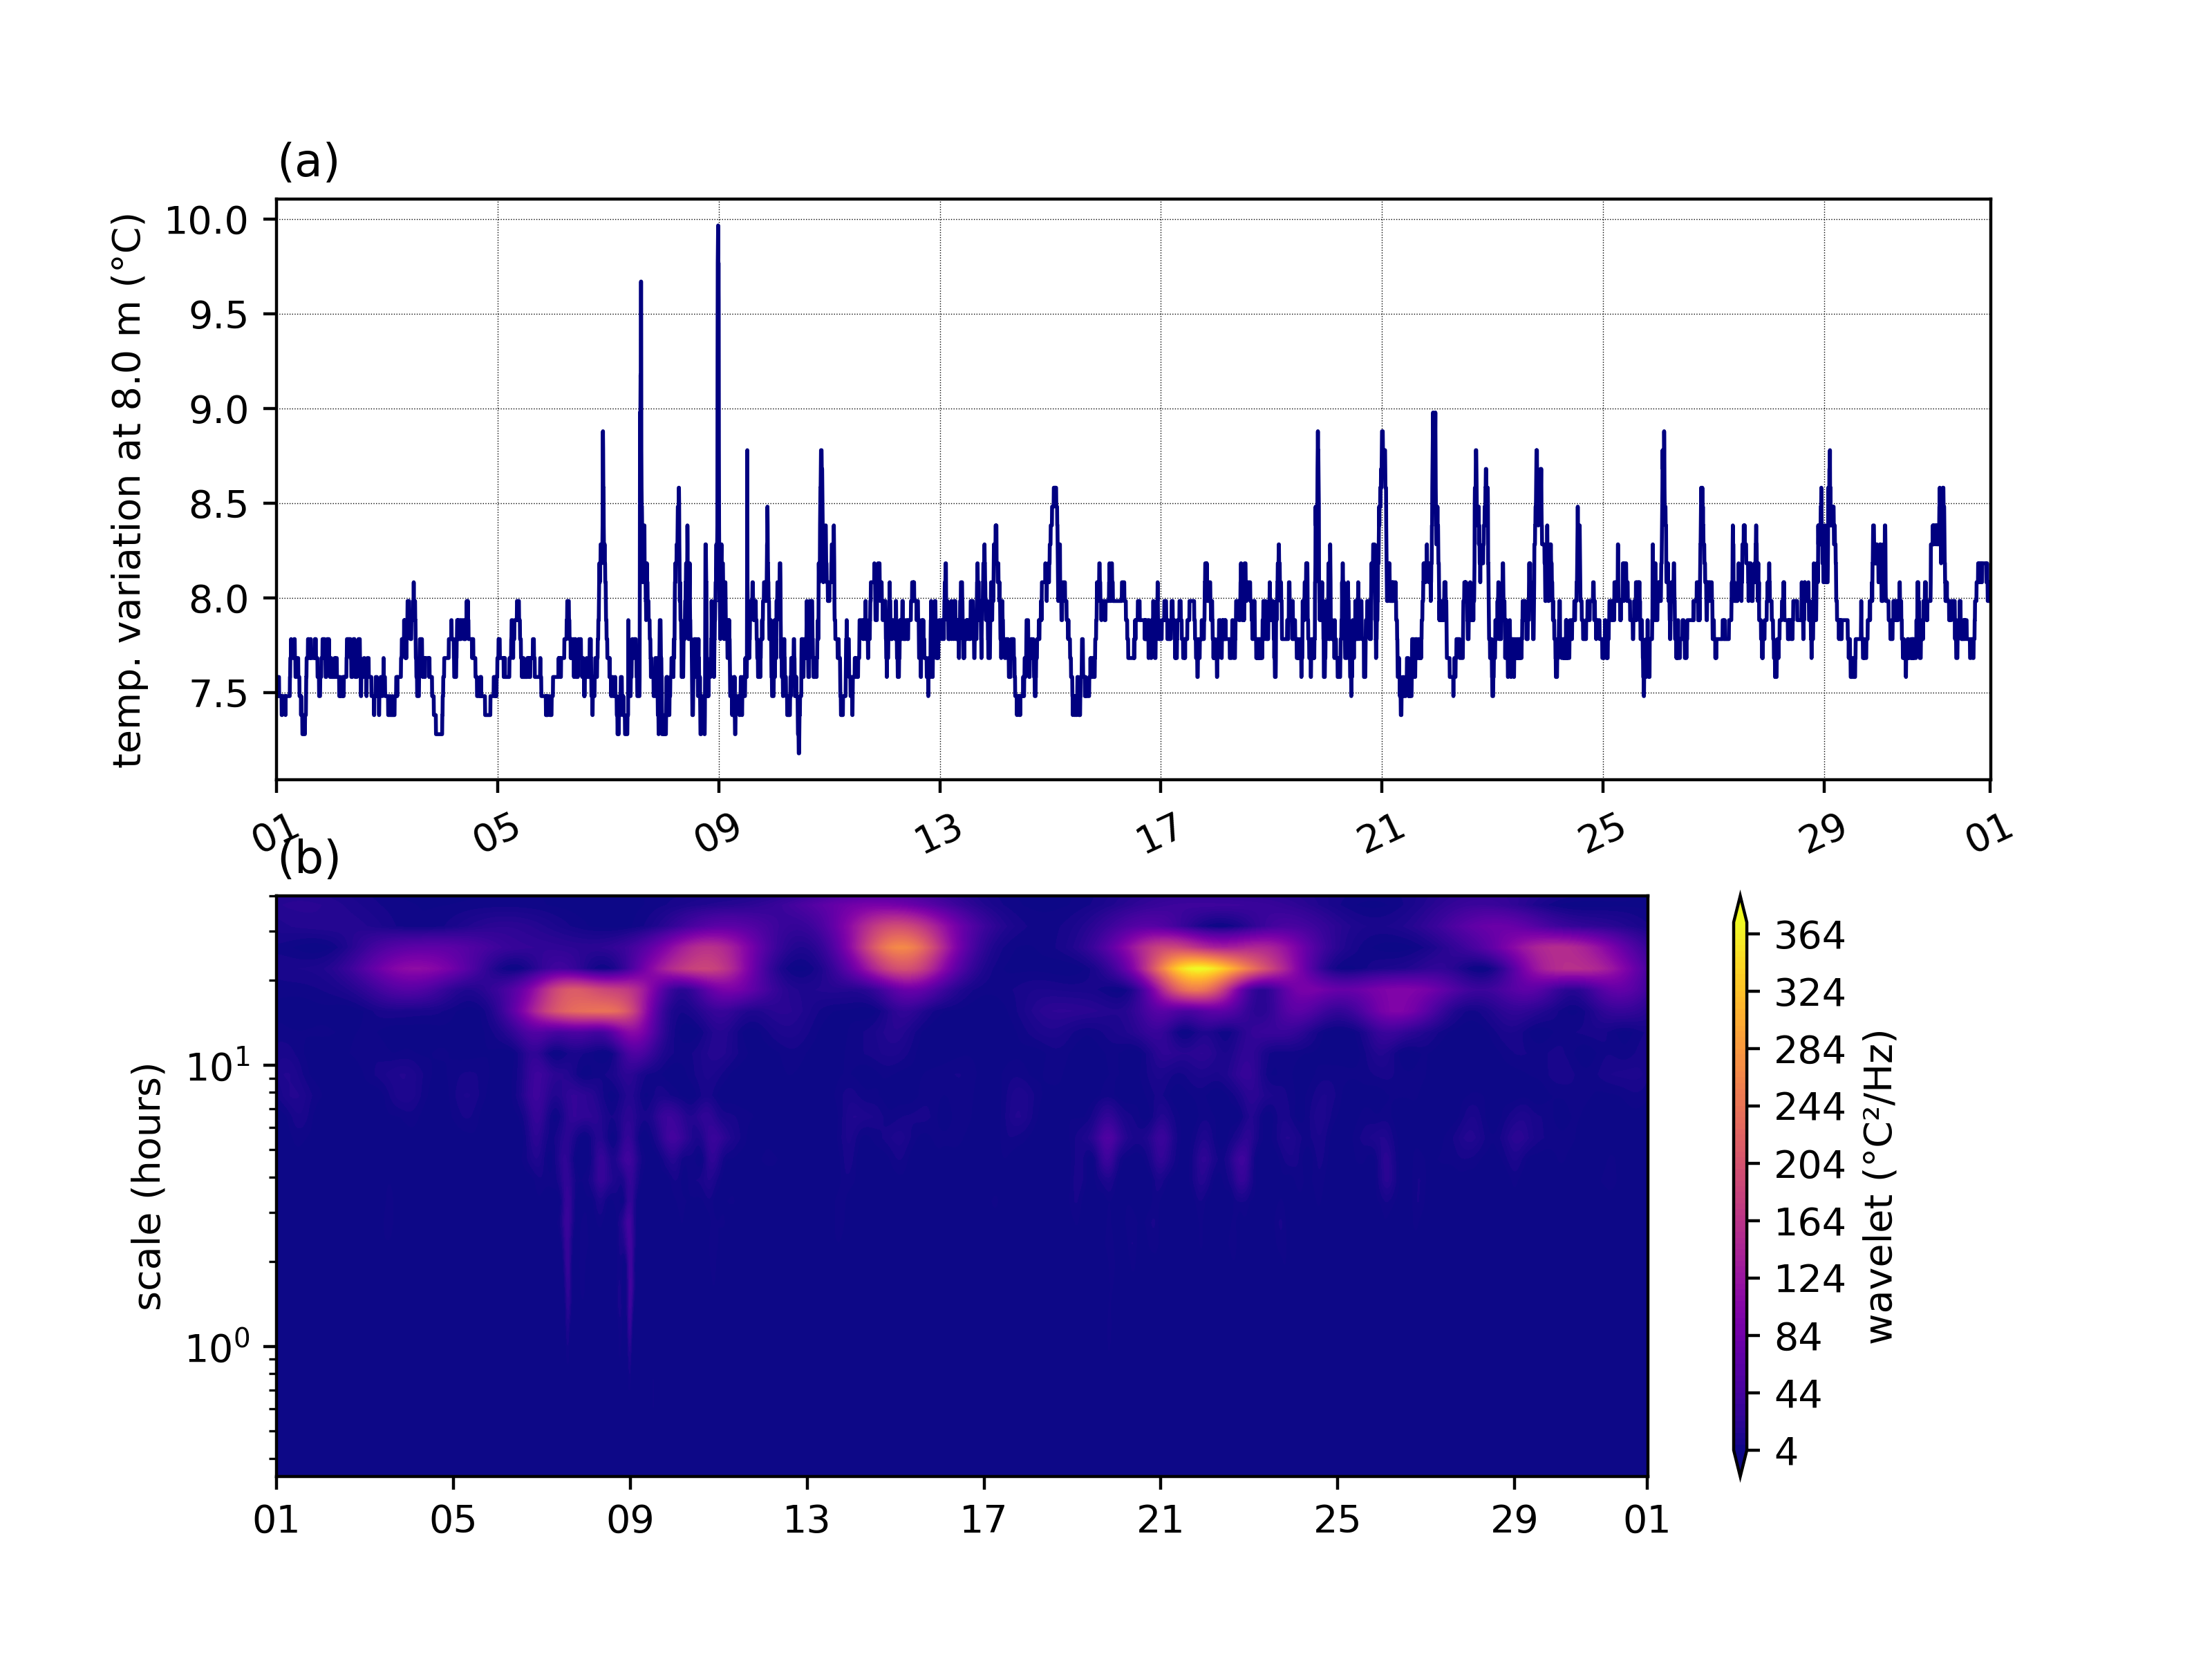 (a)
temp. variation at 8.0 m (°C)
10.0
9.5
9.0
8.5
8.0
7.5
01 05 09 13 17 21 25 29 01
(b)
scale (hours)
10¹
10⁰
01 05 09 13 17 21 25 29 01
364
324
284
244
204
164
124
84
44
4
wavelet (°C²/Hz)